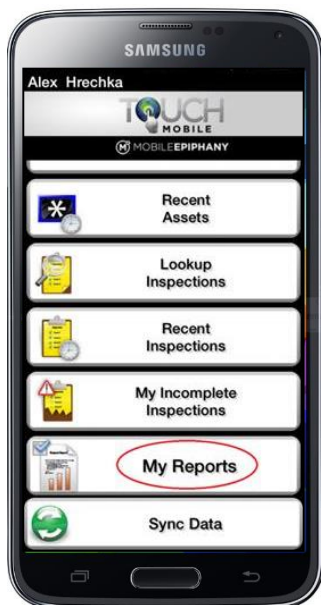 SAMSUNG
Alex Hrechka
TOUCH
MOBILE
M MOBILEEPIPHANY
Recent
Assets
Lookup
Inspections
Recent
Inspections
My Incomplete
Inspections
My Reports
Sync Data